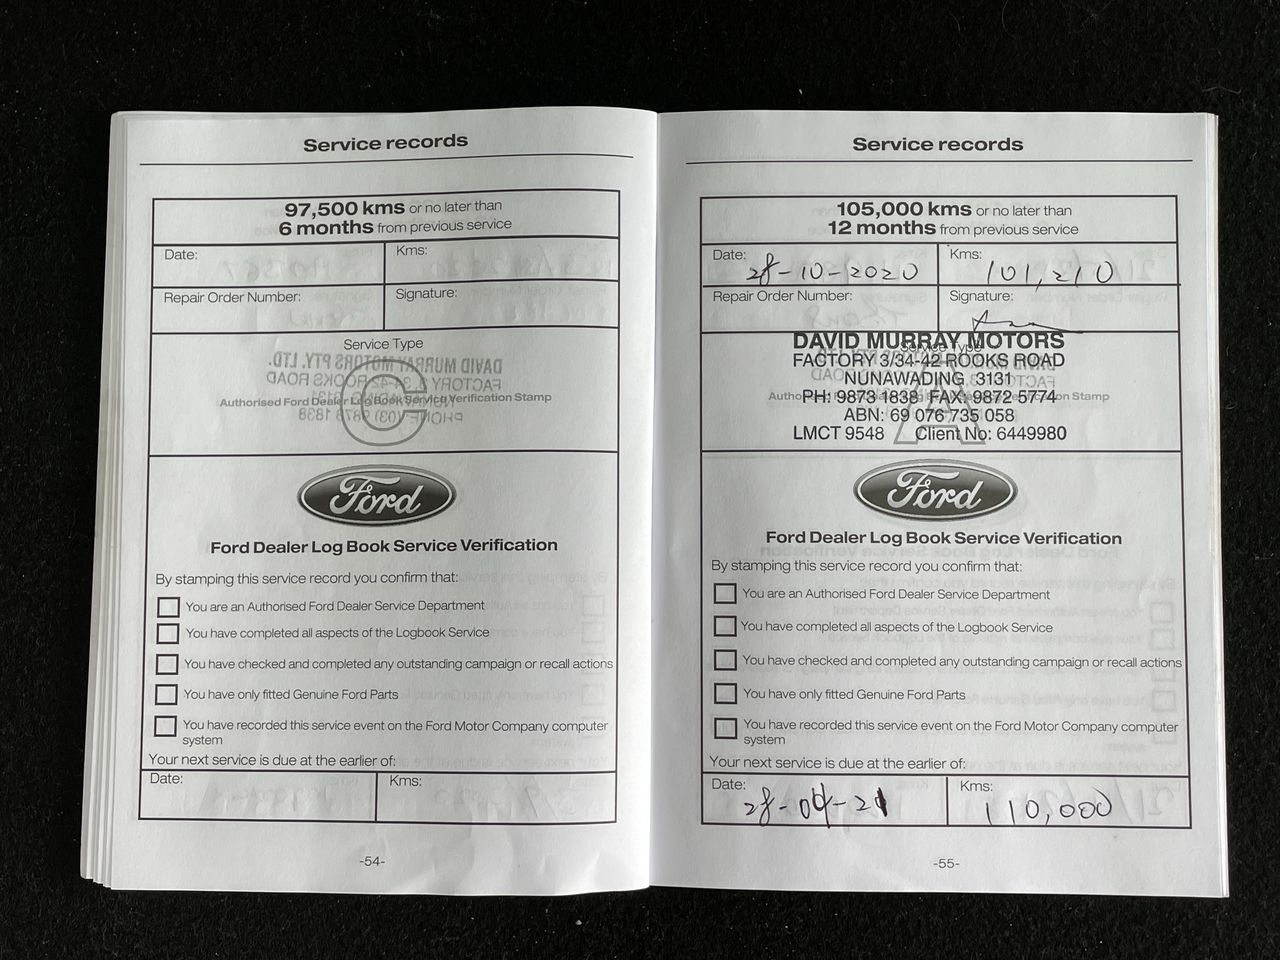 Service records
97,500 kms or no later than
6 months from previous service
Date:
Kms:
Repair Order Number:
Signature:
Service Type
C
Authorised Ford Dealer Log Book Service Verification Stamp
Ford
Ford Dealer Log Book Service Verification
By stamping this service record you confirm that:
You are an Authorised Ford Dealer Service Department
You have completed all aspects of the Logbook Service
You have checked and completed any outstanding campaign or recall actions
You have only fitted Genuine Ford Parts
You have recorded this service event on the Ford Motor Company computer
system
Your next service is due at the earlier of:
Date:
Kms:
-54-
Service records
105,000 kms or no later than
12 months from previous service
Date: 28-10-2020
Kms: 101,210
Repair Order Number:
Signature:
Service Type
DAVID MURRAY MOTORS
FACTORY 3/34-42 ROOKS ROAD
NUNAWADING 3131
PH: 9873 1838 FAX: 9872 5774
ABN: 69 076 735 058
LMCT 9548 Client No: 6449980
A
Ford
Ford Dealer Log Book Service Verification
By stamping this service record you confirm that:
You are an Authorised Ford Dealer Service Department
You have completed all aspects of the Logbook Service
You have checked and completed any outstanding campaign or recall actions
You have only fitted Genuine Ford Parts
You have recorded this service event on the Ford Motor Company computer
system
Your next service is due at the earlier of:
Date: 28-04-21
Kms: 110,000
-55-